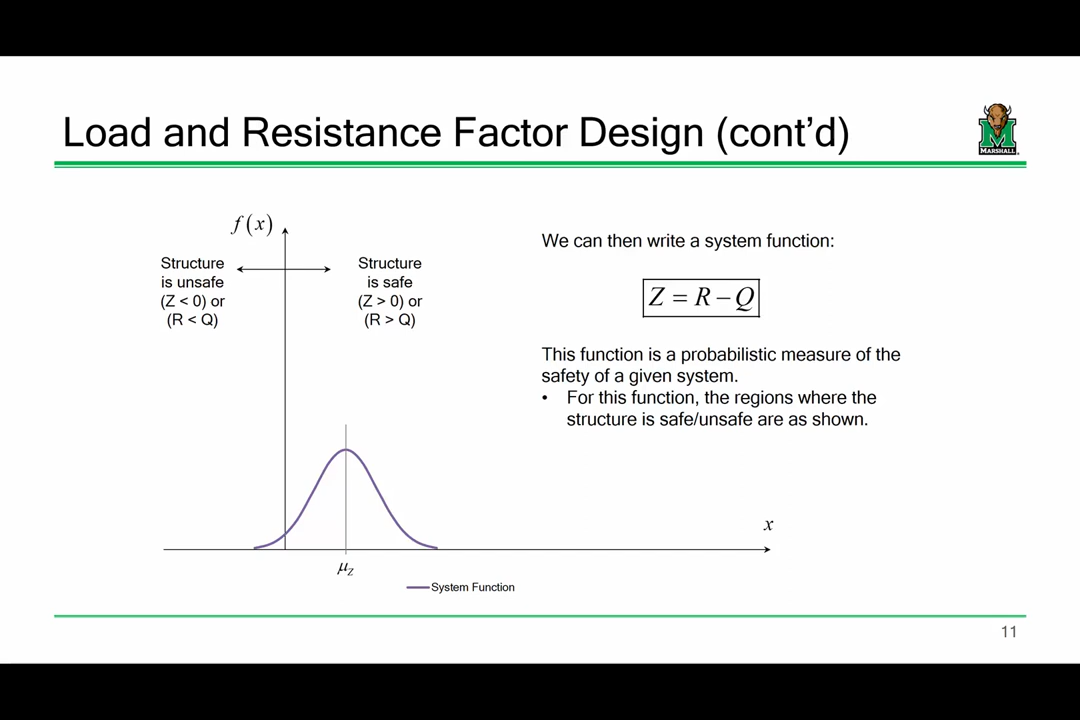 Load and Resistance Factor Design (cont’d)
MARSHALL
f(x)
Structure
is unsafe
(Z < 0) or
(R < Q)
Structure
is safe
(Z > 0) or
(R > Q)
We can then write a system function:
Z = R – Q
This function is a probabilistic measure of the
safety of a given system.
• For this function, the regions where the
structure is safe/unsafe are as shown.
x
μZ
System Function
11